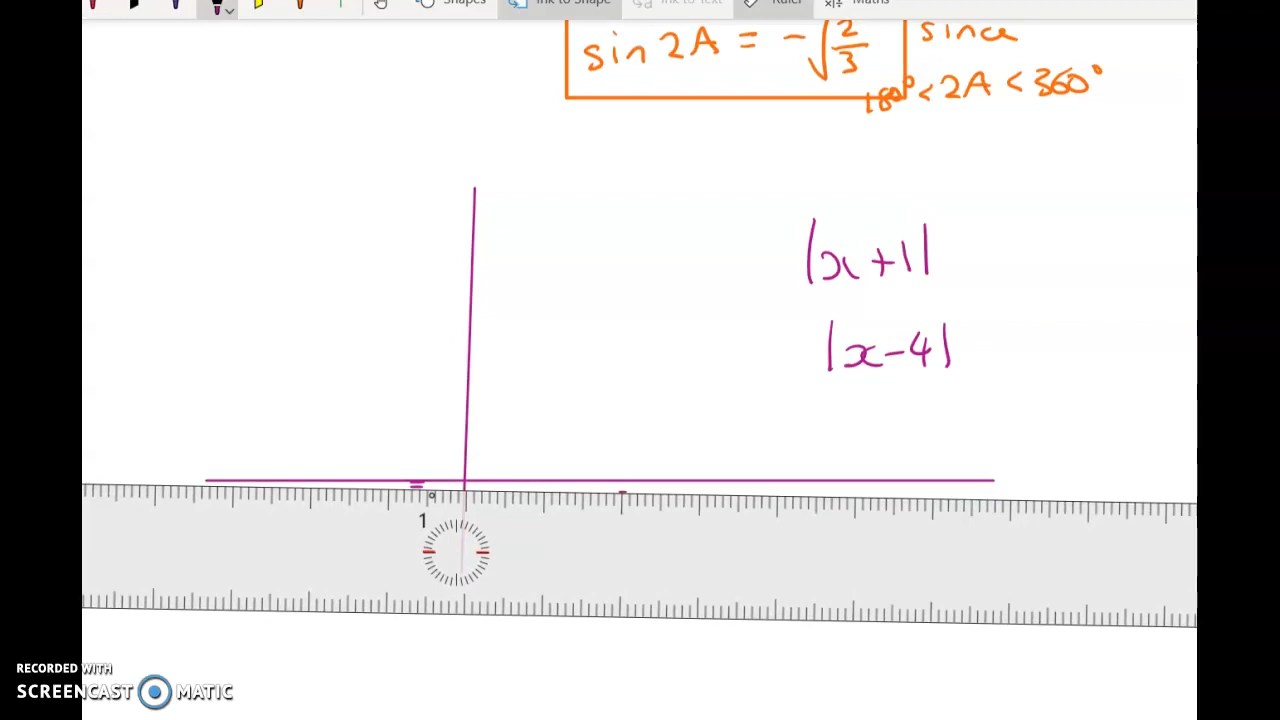 Shapes Ink to Shape Ink to Text Ruler Maths
sin 2A = -√2/3
since
180° < 2A < 360°
|x+1|
|x-4|
1
RECORDED WITH
SCREENCAST MATIC